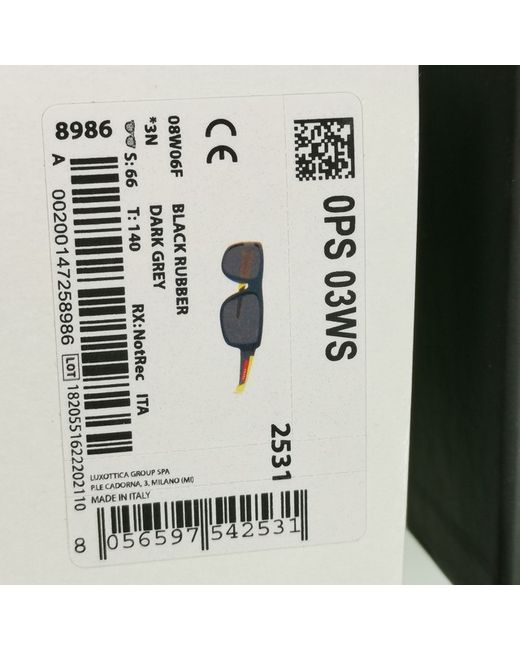 0PS 03WS
2531
CE
08W06F BLACK RUBBER
*3N DARK GREY
S: 66 T: 140 RX:NotRec ITA
8986
A 00200147258986 LOT 1820551622202110
LUXOTTICA GROUP SPA
P.LE CADORNA, 3, MILANO (MI)
MADE IN ITALY
8 056597 542531